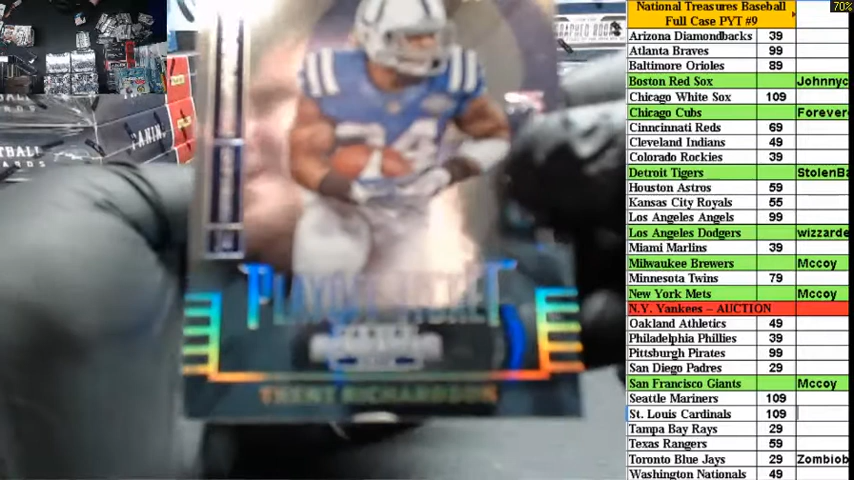 70%
National Treasures Baseball
Full Case PYT #9
Arizona Diamondbacks 39
Atlanta Braves 99
Baltimore Orioles 89
Boston Red Sox Johnnyc
Chicago White Sox 109
Chicago Cubs Forever
Cinncinnati Reds 69
Cleveland Indians 49
Colorado Rockies 39
Detroit Tigers StolenBa
Houston Astros 59
Kansas City Royals 55
Los Angeles Angels 99
Los Angeles Dodgers wizzarde
Miami Marlins 39
Milwaukee Brewers Mccoy
Minnesota Twins 79
New York Mets Mccoy
N.Y. Yankees – AUCTION
Oakland Athletics 49
Philadelphia Phillies 39
Pittsburgh Pirates 99
San Diego Padres 29
San Francisco Giants Mccoy
Seattle Mariners 109
St. Louis Cardinals 109
Tampa Bay Rays 29
Texas Rangers 59
Toronto Blue Jays 29 Zombiob
Washington Nationals 49
PANINI
PLAYOFF TICKET
TRENT RICHARDSON